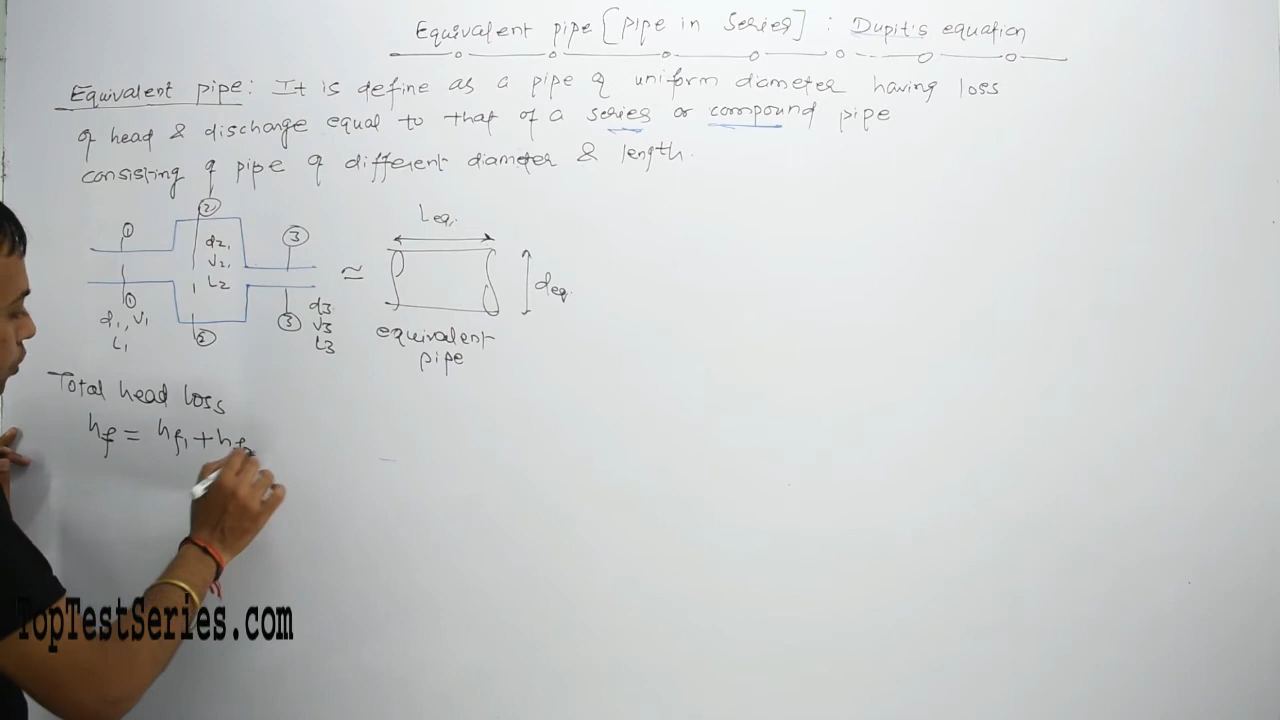 Equivalent pipe [pipe in Series] : Dupit's equation
Equivalent pipe : It is define as a pipe of uniform diameter having loss
of head & discharge equal to that of a series or compound pipe
consisting of pipe of different diameter & length.
① ② ③
d2,
V2,
L2
① ② ③
d1, V1
L1
d3
V3
L3
≃
Leq.
deq.
equivalent
pipe
Total head loss
hf = hf1 + hf2
TopTestSeries.com